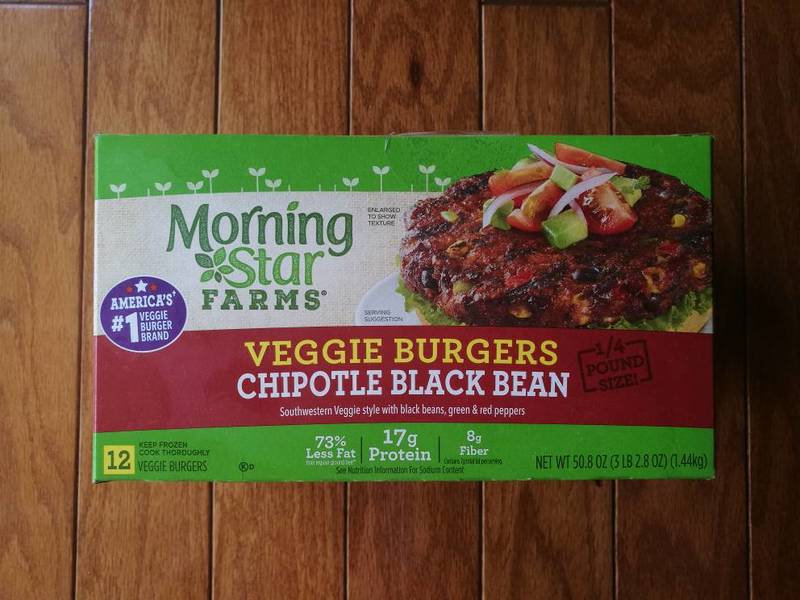 ENLARGED
TO SHOW
TEXTURE
Morning
Star
FARMS®
SERVING
SUGGESTION
AMERICA'S†
#1 VEGGIE
BURGER
BRAND
VEGGIE BURGERS
CHIPOTLE BLACK BEAN
1/4
POUND
SIZE!
Southwestern Veggie style with black beans, green & red peppers
12
KEEP FROZEN
COOK THOROUGHLY
VEGGIE BURGERS
K D
73%
Less Fat
17g
Protein
8g
Fiber
See Nutrition Information For Sodium Content
NET WT 50.8 OZ (3 LB 2.8 OZ) (1.44kg)